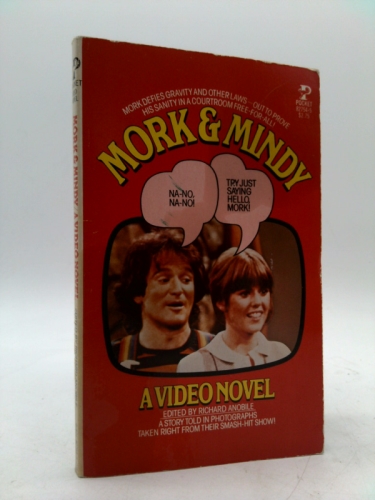 MORK DEFIES GRAVITY AND OTHER LAWS—OUT TO PROVE
HIS SANITY IN A COURTROOM FREE-FOR-ALL!
MORK & MINDY
NA-NO,
NA-NO!
TRY JUST
SAYING
HELLO,
MORK!
A VIDEO NOVEL
EDITED BY RICHARD ANOBILE
A STORY TOLD IN PHOTOGRAPHS
TAKEN RIGHT FROM THEIR SMASH-HIT SHOW!
POCKET
MORK & MINDY: A VIDEO NOVEL